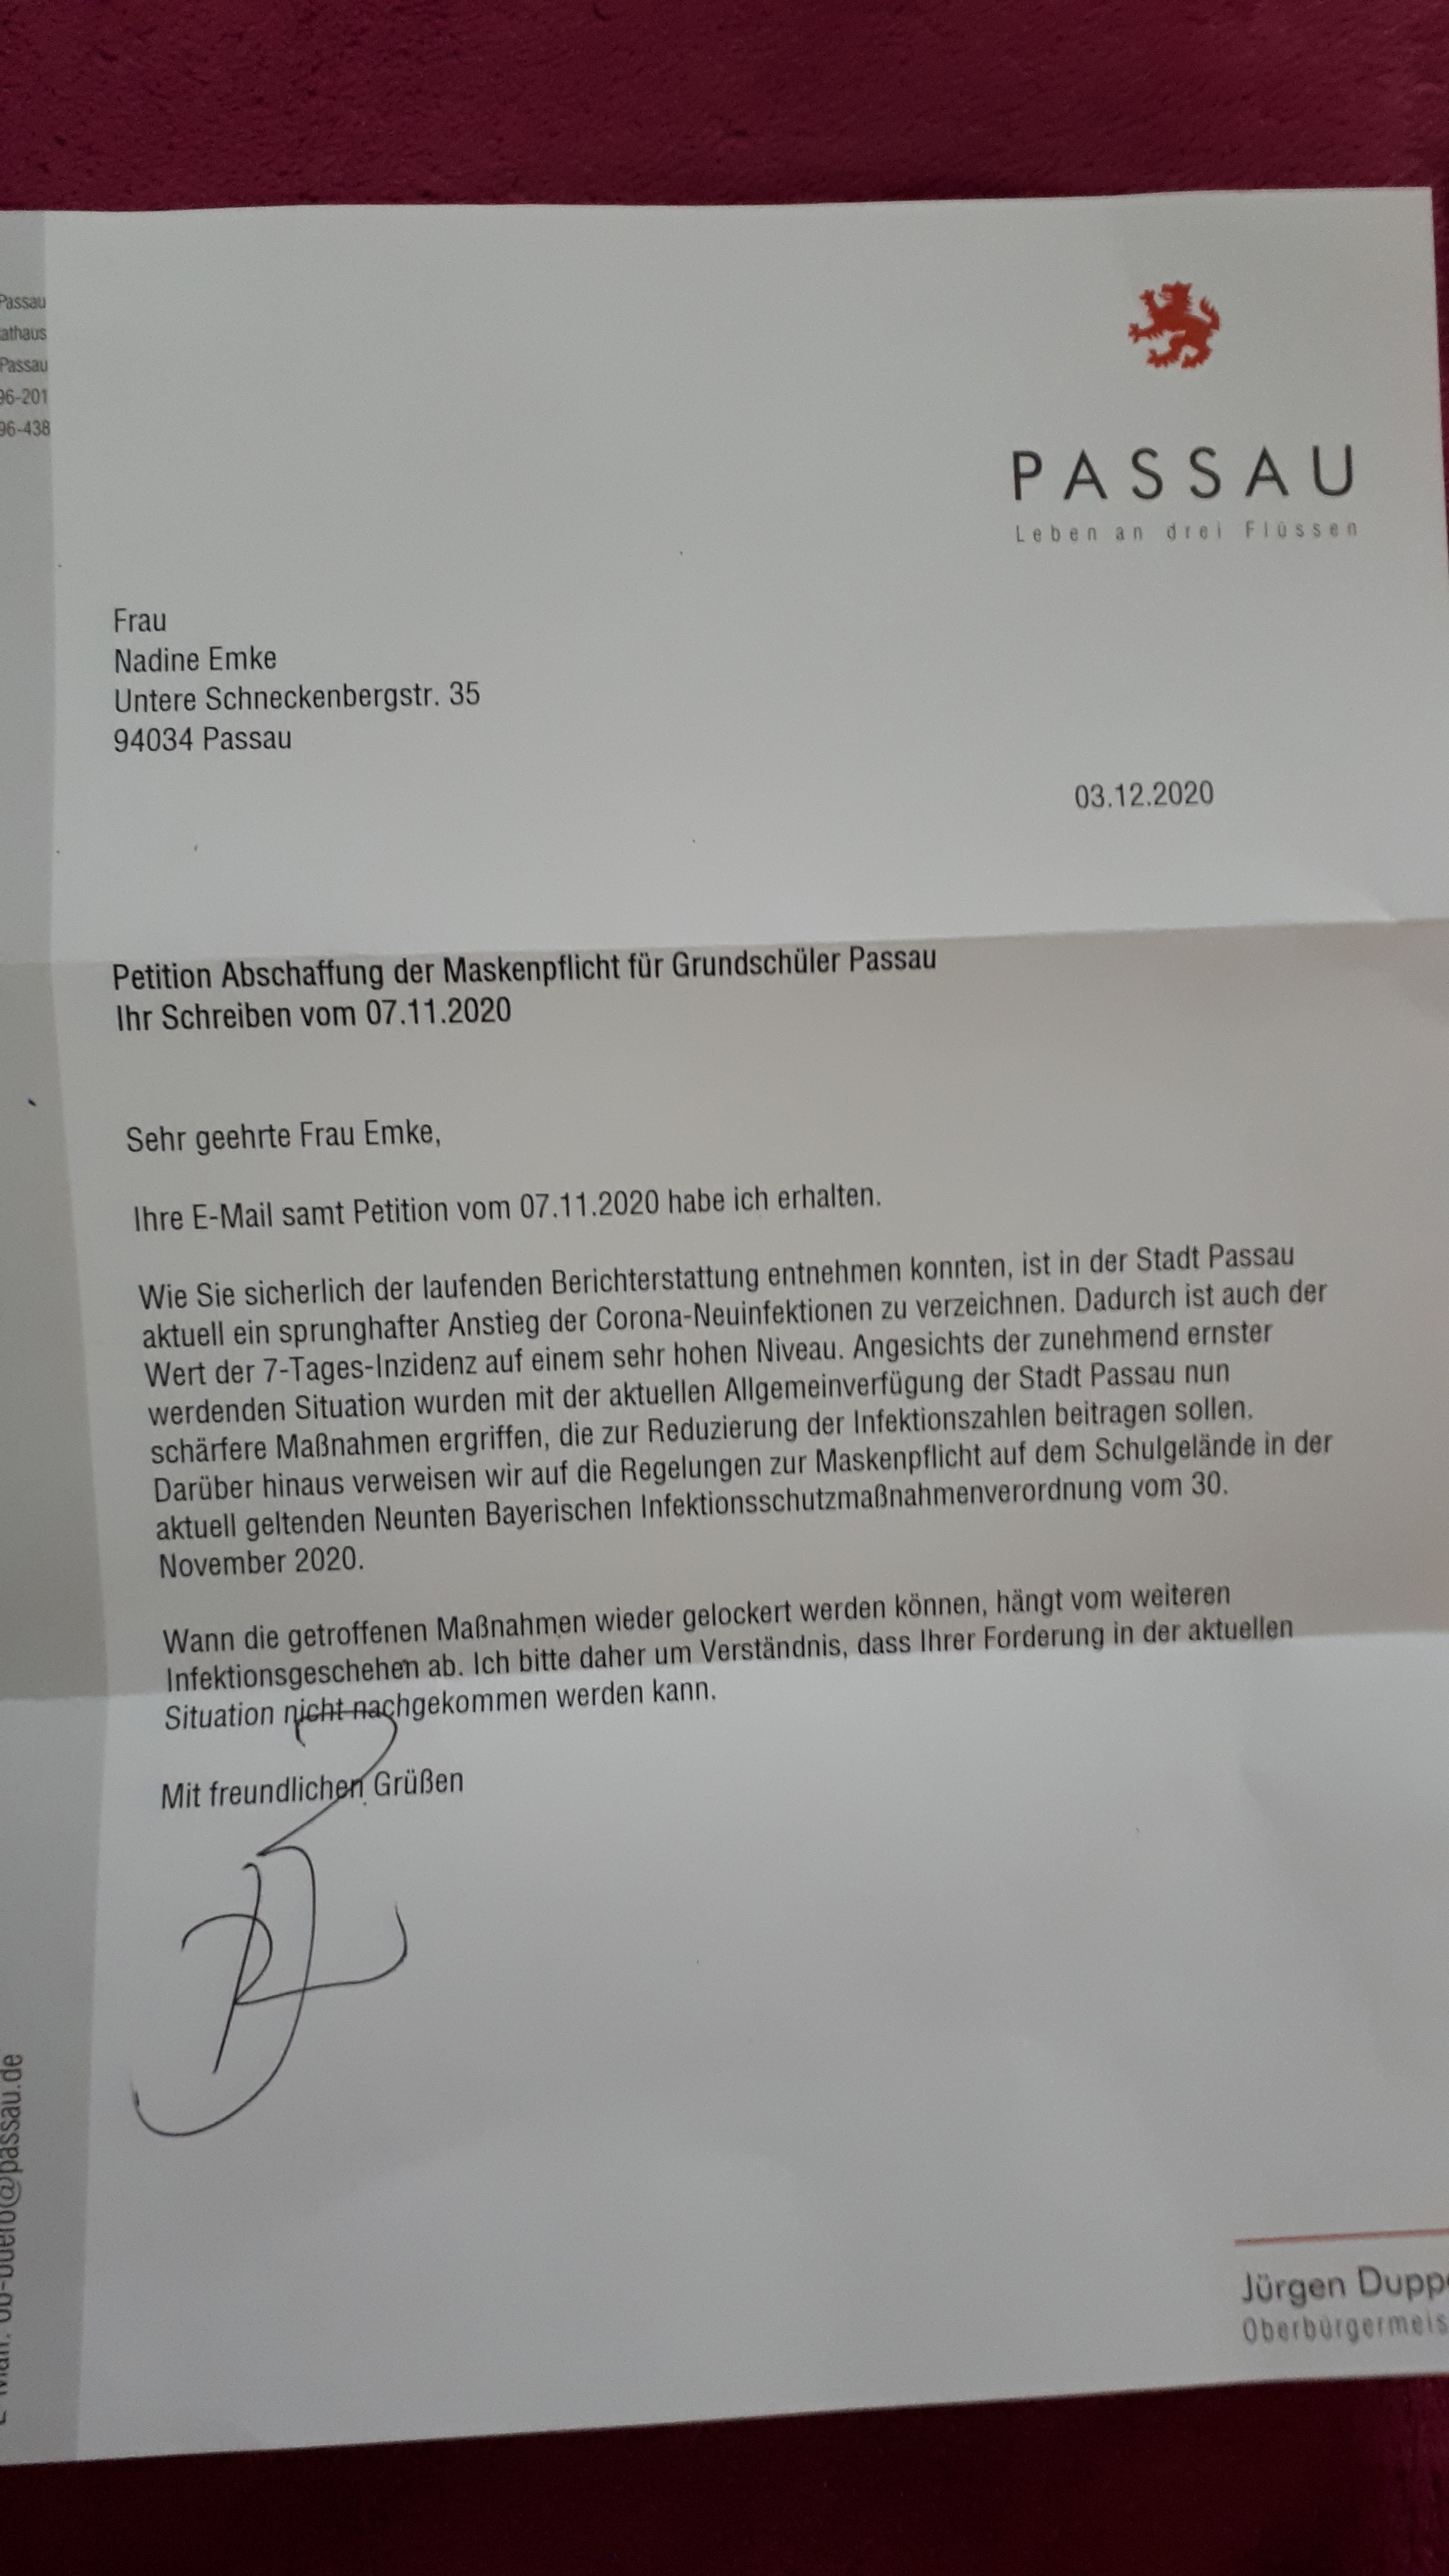 Passau
athaus
Passau
96-201
96-438
PASSAU
Leben an drei Flüssen
Frau
Nadine Emke
Untere Schneckenbergstr. 35
94034 Passau
03.12.2020
Petition Abschaffung der Maskenpflicht für Grundschüler Passau
Ihr Schreiben vom 07.11.2020
Sehr geehrte Frau Emke,
Ihre E-Mail samt Petition vom 07.11.2020 habe ich erhalten.
Wie Sie sicherlich der laufenden Berichterstattung entnehmen konnten, ist in der Stadt Passau
aktuell ein sprunghafter Anstieg der Corona-Neuinfektionen zu verzeichnen. Dadurch ist auch der
Wert der 7-Tages-Inzidenz auf einem sehr hohen Niveau. Angesichts der zunehmend ernster
werdenden Situation wurden mit der aktuellen Allgemeinverfügung der Stadt Passau nun
schärfere Maßnahmen ergriffen, die zur Reduzierung der Infektionszahlen beitragen sollen.
Darüber hinaus verweisen wir auf die Regelungen zur Maskenpflicht auf dem Schulgelände in der
aktuell geltenden Neunten Bayerischen Infektionsschutzmaßnahmenverordnung vom 30.
November 2020.
Wann die getroffenen Maßnahmen wieder gelockert werden können, hängt vom weiteren
Infektionsgeschehen ab. Ich bitte daher um Verständnis, dass Ihrer Forderung in der aktuellen
Situation nicht nachgekommen werden kann.
Mit freundlichen Grüßen
E-Mail: ob-buero@passau.de
Jürgen Dupp
Oberbürgermeis